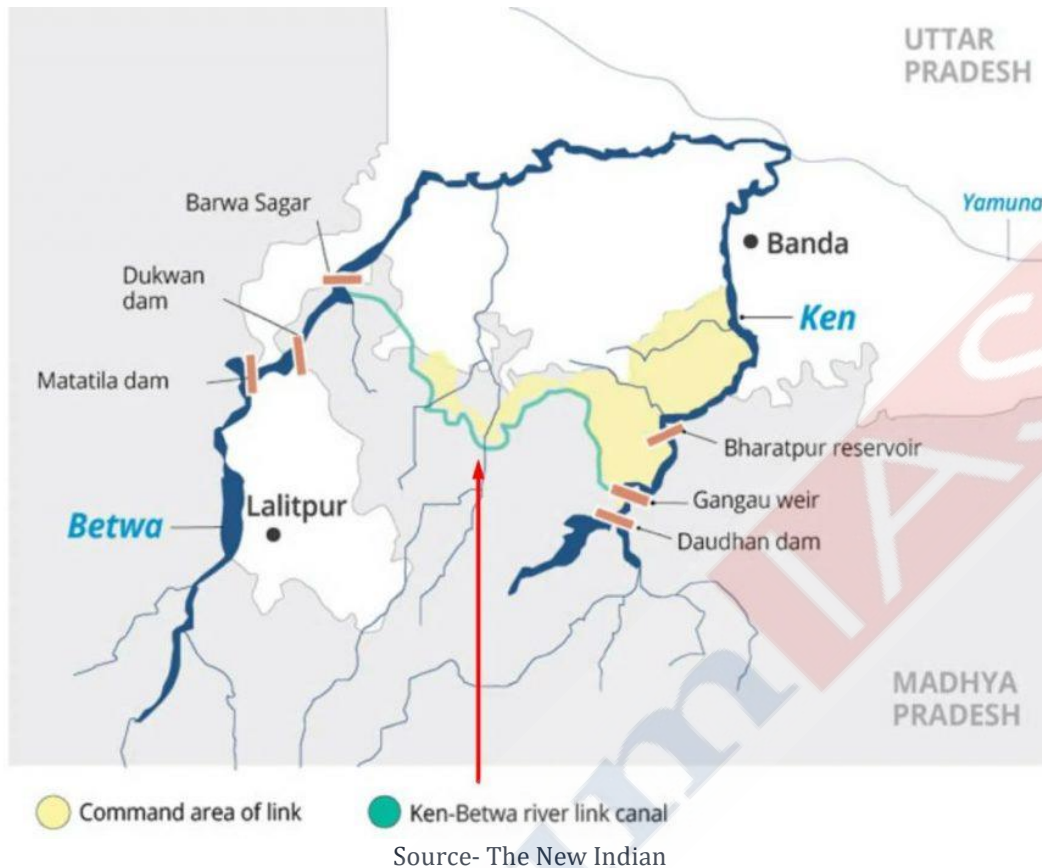 UTTAR
PRADESH
Barwa Sagar
Yamuna
Banda
Dukwan
dam
Ken
Matatila dam
Bharatpur reservoir
Lalitpur
Gangau weir
Betwa
Daudhan dam
MADHYA
PRADESH
Command area of link
Ken-Betwa river link canal
Source- The New Indian